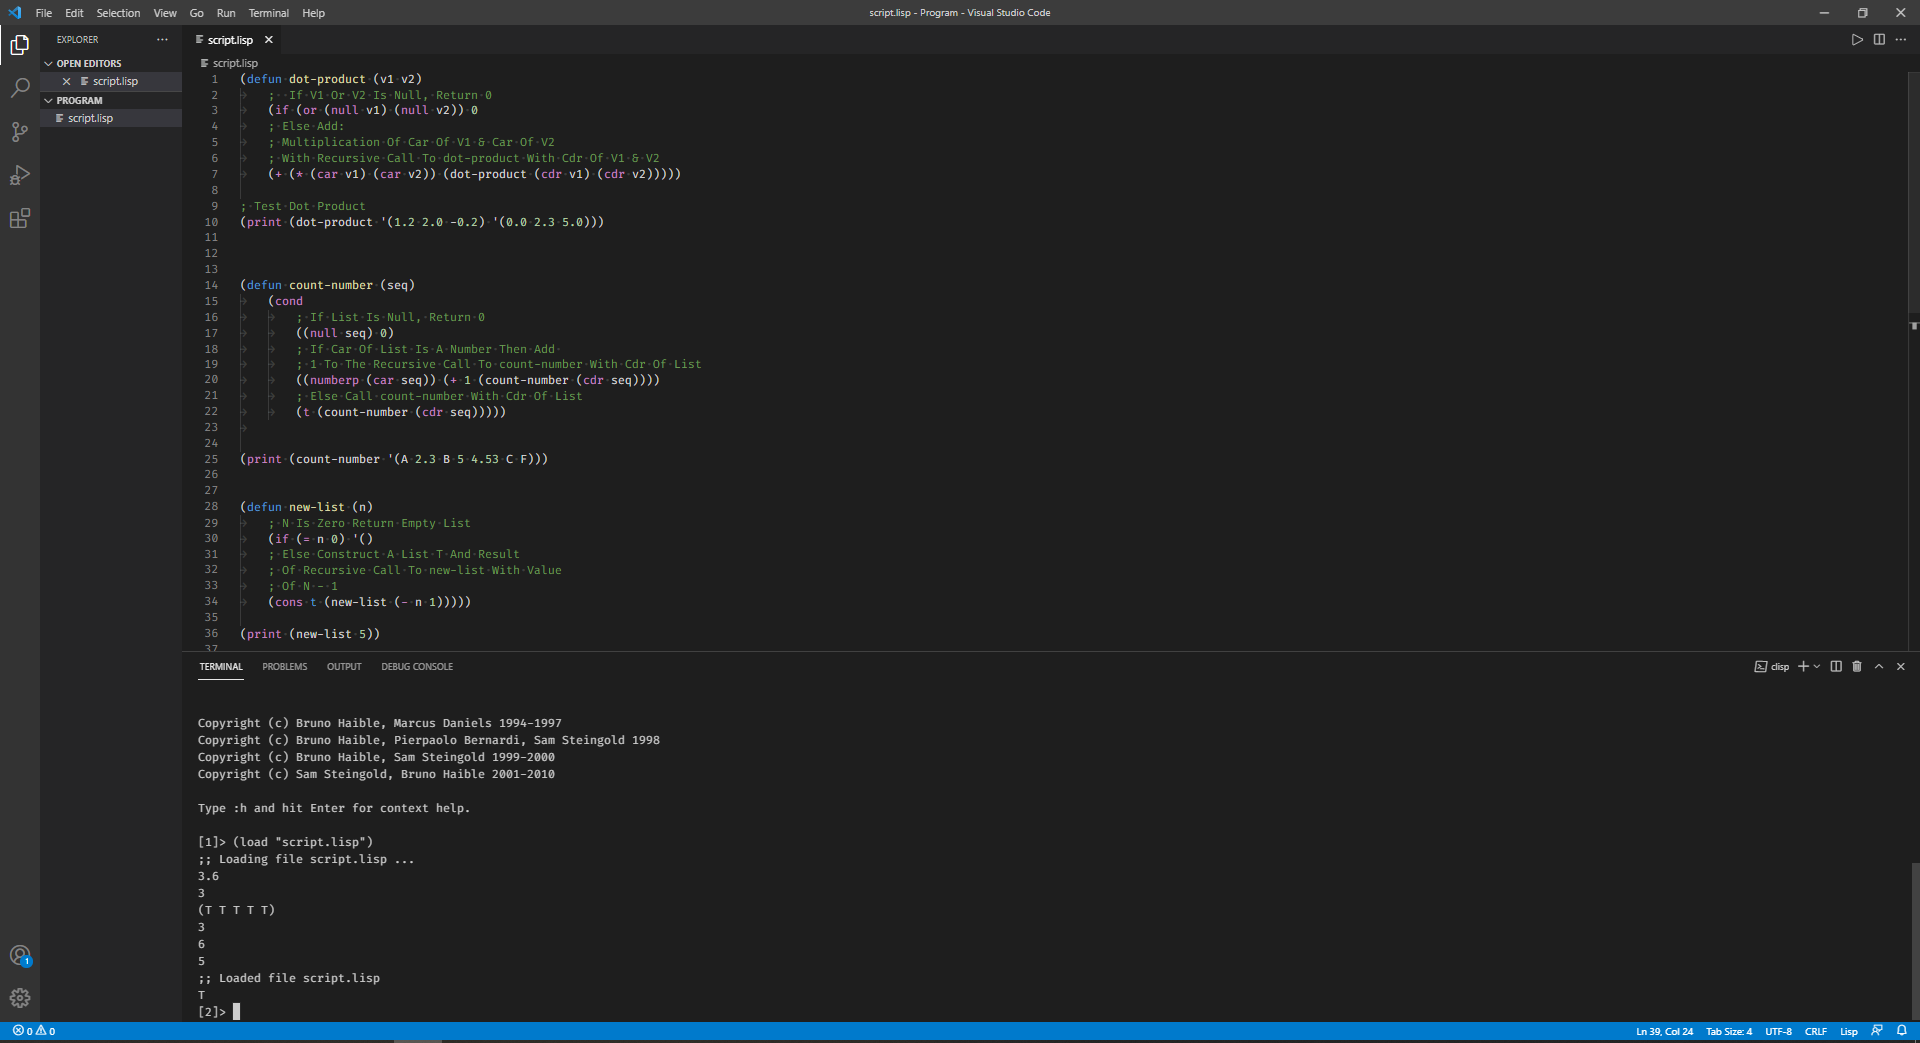 File Edit Selection View Go Run Terminal Help
script.lisp - Program - Visual Studio Code
EXPLORER
OPEN EDITORS
script.lisp
PROGRAM
script.lisp
script.lisp
script.lisp
1 (defun dot-product (v1 v2)
2 ;  If V1 Or V2 Is Null, Return 0
3 (if (or (null v1) (null v2)) 0
4 ; Else Add:
5 ; Multiplication Of Car Of V1 & Car Of V2
6 ; With Recursive Call To dot-product With Cdr Of V1 & V2
7 (+ (* (car v1) (car v2)) (dot-product (cdr v1) (cdr v2)))))
8
9 ; Test Dot Product
10 (print (dot-product '(1.2 2.0 -0.2) '(0.0 2.3 5.0)))
11
12
13
14 (defun count-number (seq)
15 (cond
16 ; If List Is Null, Return 0
17 ((null seq) 0)
18 ; If Car Of List Is A Number Then Add
19 ; 1 To The Recursive Call To count-number With Cdr Of List
20 ((numberp (car seq)) (+ 1 (count-number (cdr seq))))
21 ; Else Call count-number With Cdr Of List
22 (t (count-number (cdr seq)))))
23
24
25 (print (count-number '(A 2.3 B 5 4.53 C F)))
26
27
28 (defun new-list (n)
29 ; N Is Zero Return Empty List
30 (if (= n 0) '()
31 ; Else Construct A List T And Result
32 ; Of Recursive Call To new-list With Value
33 ; Of N - 1
34 (cons t (new-list (- n 1)))))
35
36 (print (new-list 5))
37
TERMINAL PROBLEMS OUTPUT DEBUG CONSOLE
clisp
Copyright (c) Bruno Haible, Marcus Daniels 1994-1997
Copyright (c) Bruno Haible, Pierpaolo Bernardi, Sam Steingold 1998
Copyright (c) Bruno Haible, Sam Steingold 1999-2000
Copyright (c) Sam Steingold, Bruno Haible 2001-2010
Type :h and hit Enter for context help.
[1]> (load "script.lisp")
;; Loading file script.lisp ...
3.6
3
(T T T T T)
3
6
5
;; Loaded file script.lisp
T
[2]>
1
0 0
Ln 39, Col 24 Tab Size: 4 UTF-8 CRLF Lisp